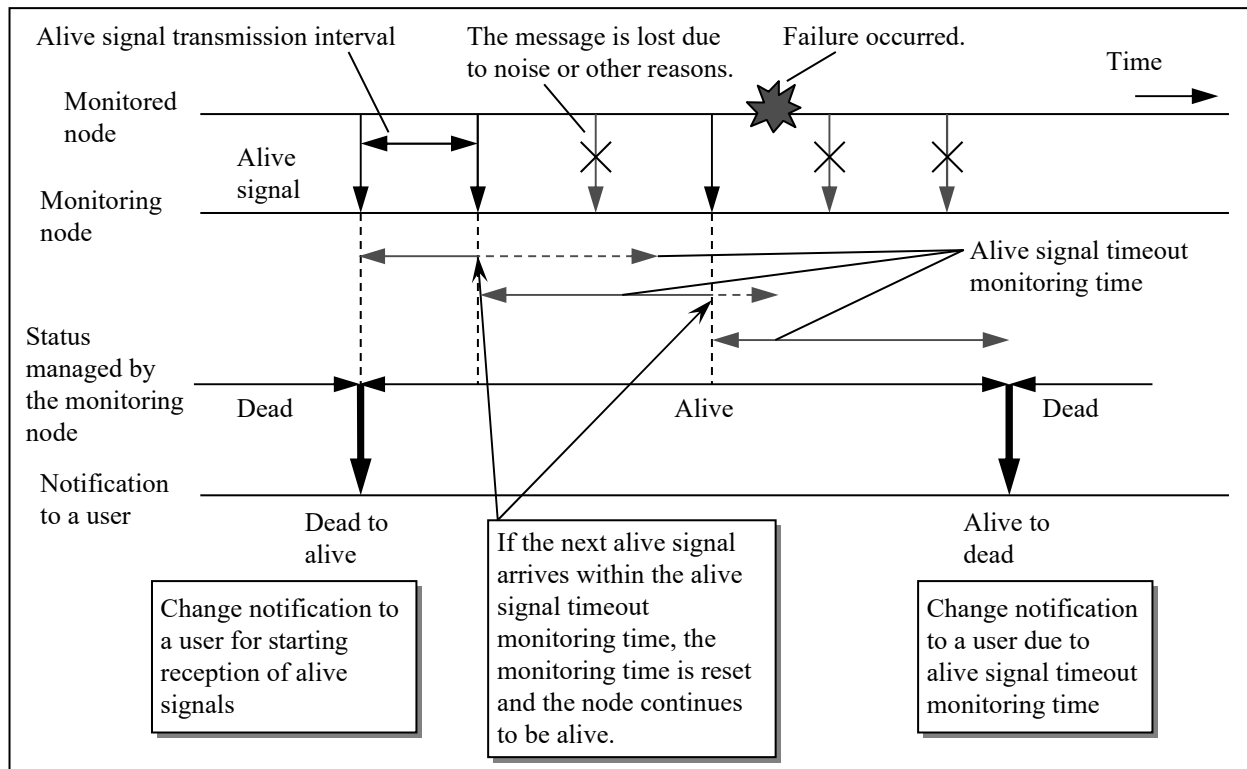 Alive signal transmission interval
The message is lost due
to noise or other reasons.
Failure occurred.
Time
Monitored
node
Alive
signal
Monitoring
node
Alive signal timeout
monitoring time
Status
managed by
the monitoring
node
Dead
Alive
Dead
Notification
to a user
Dead to
alive
Alive to
dead
Change notification to
a user for starting
reception of alive
signals
If the next alive signal
arrives within the alive
signal timeout
monitoring time, the
monitoring time is reset
and the node continues
to be alive.
Change notification
to a user due to
alive signal timeout
monitoring time